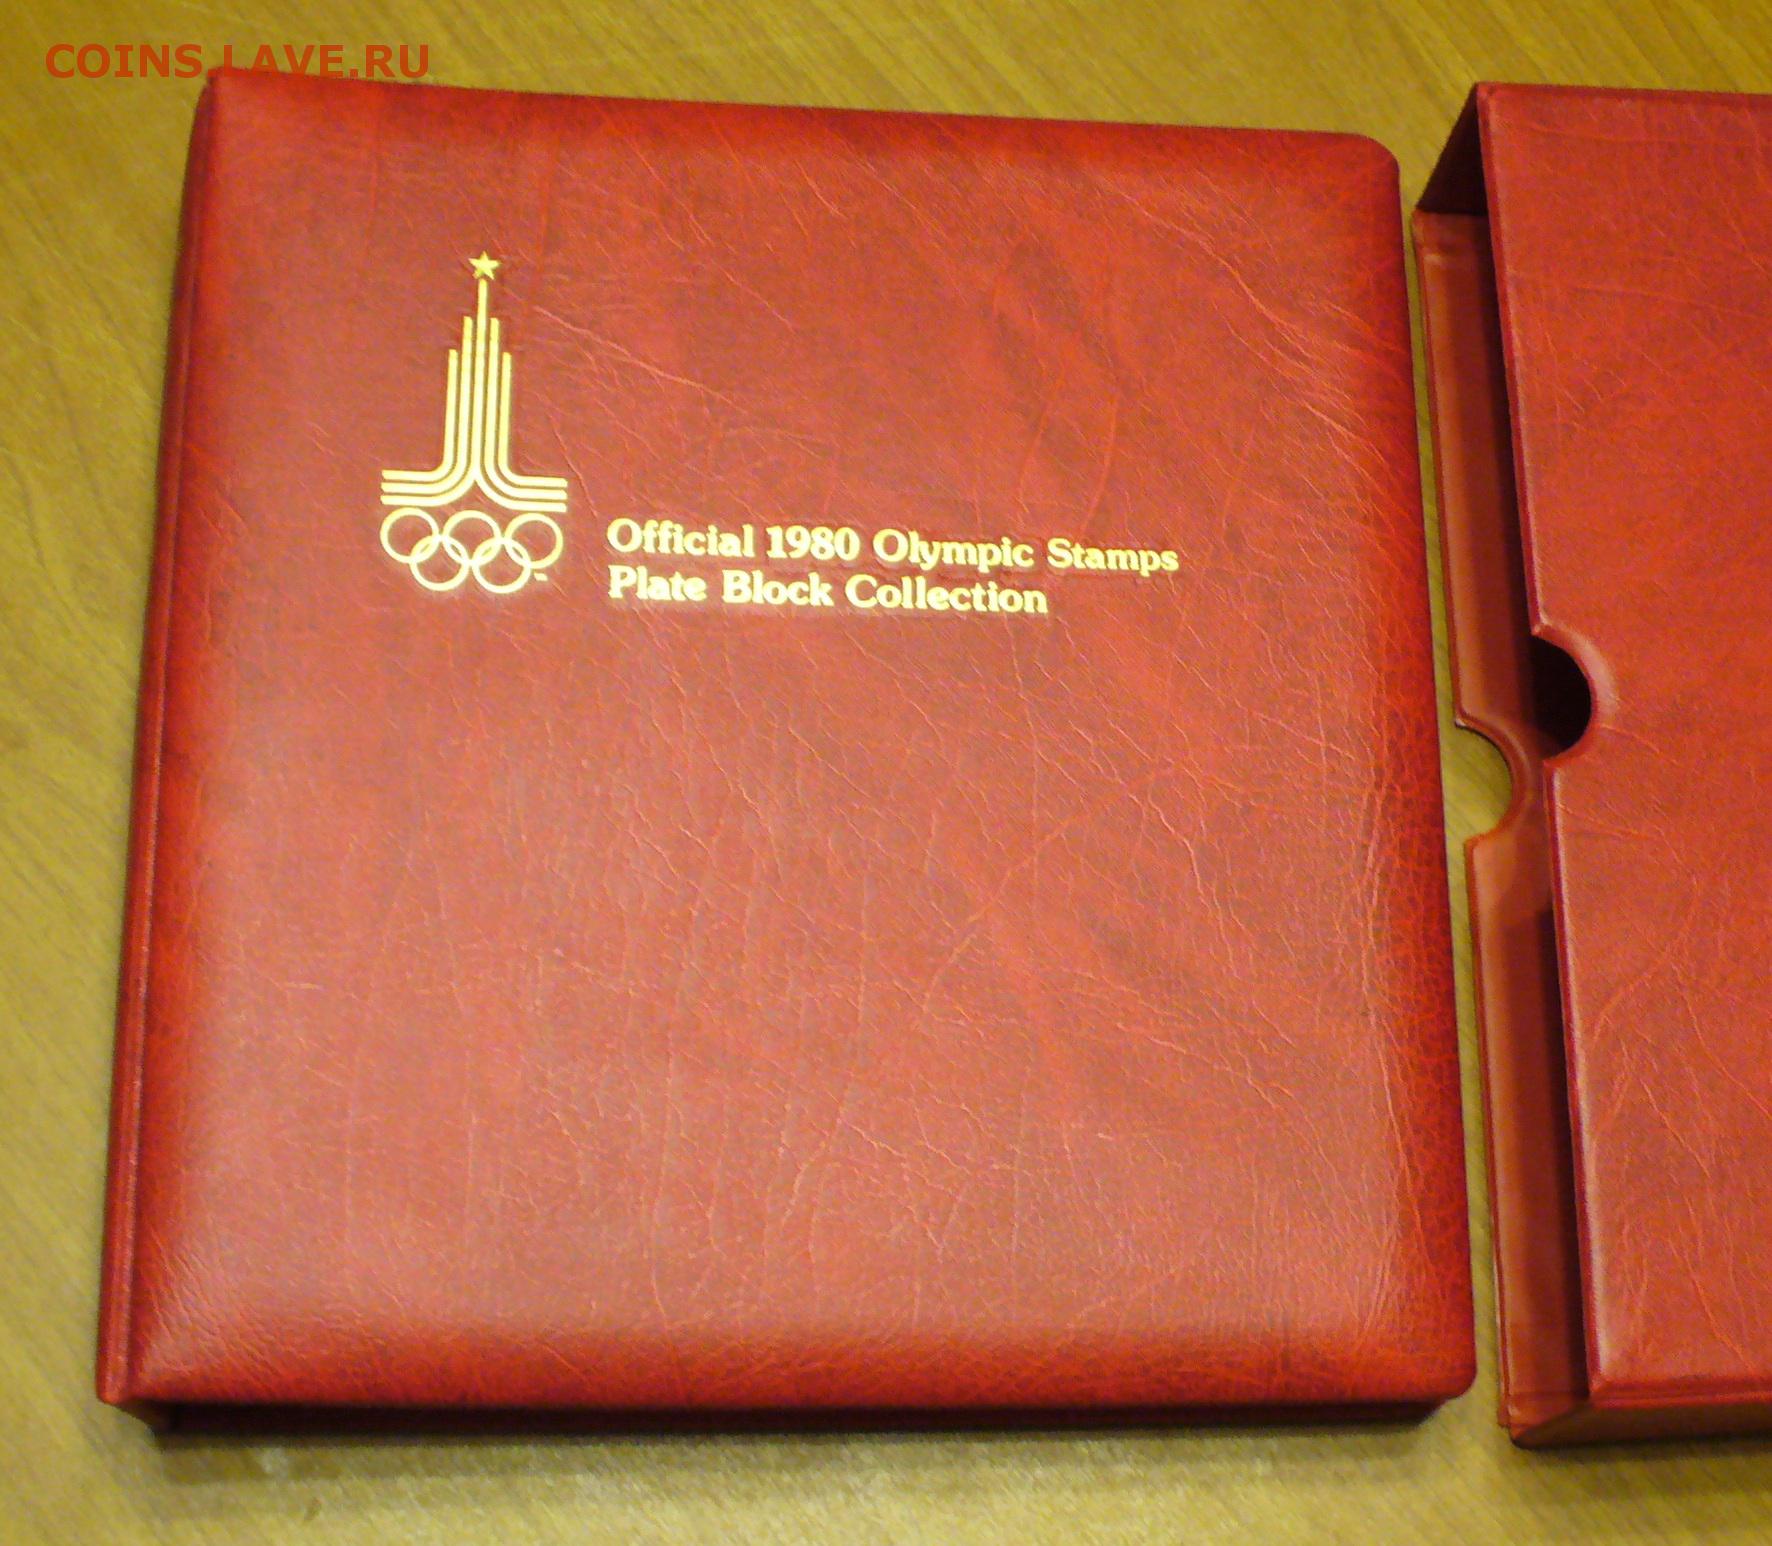 COINS.LAVE.RU
Official 1980 Olympic Stamps
Plate Block Collection